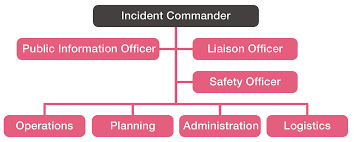 Incident Commander
Public Information Officer
Liaison Officer
Safety Officer
Operations
Planning
Administration
Logistics